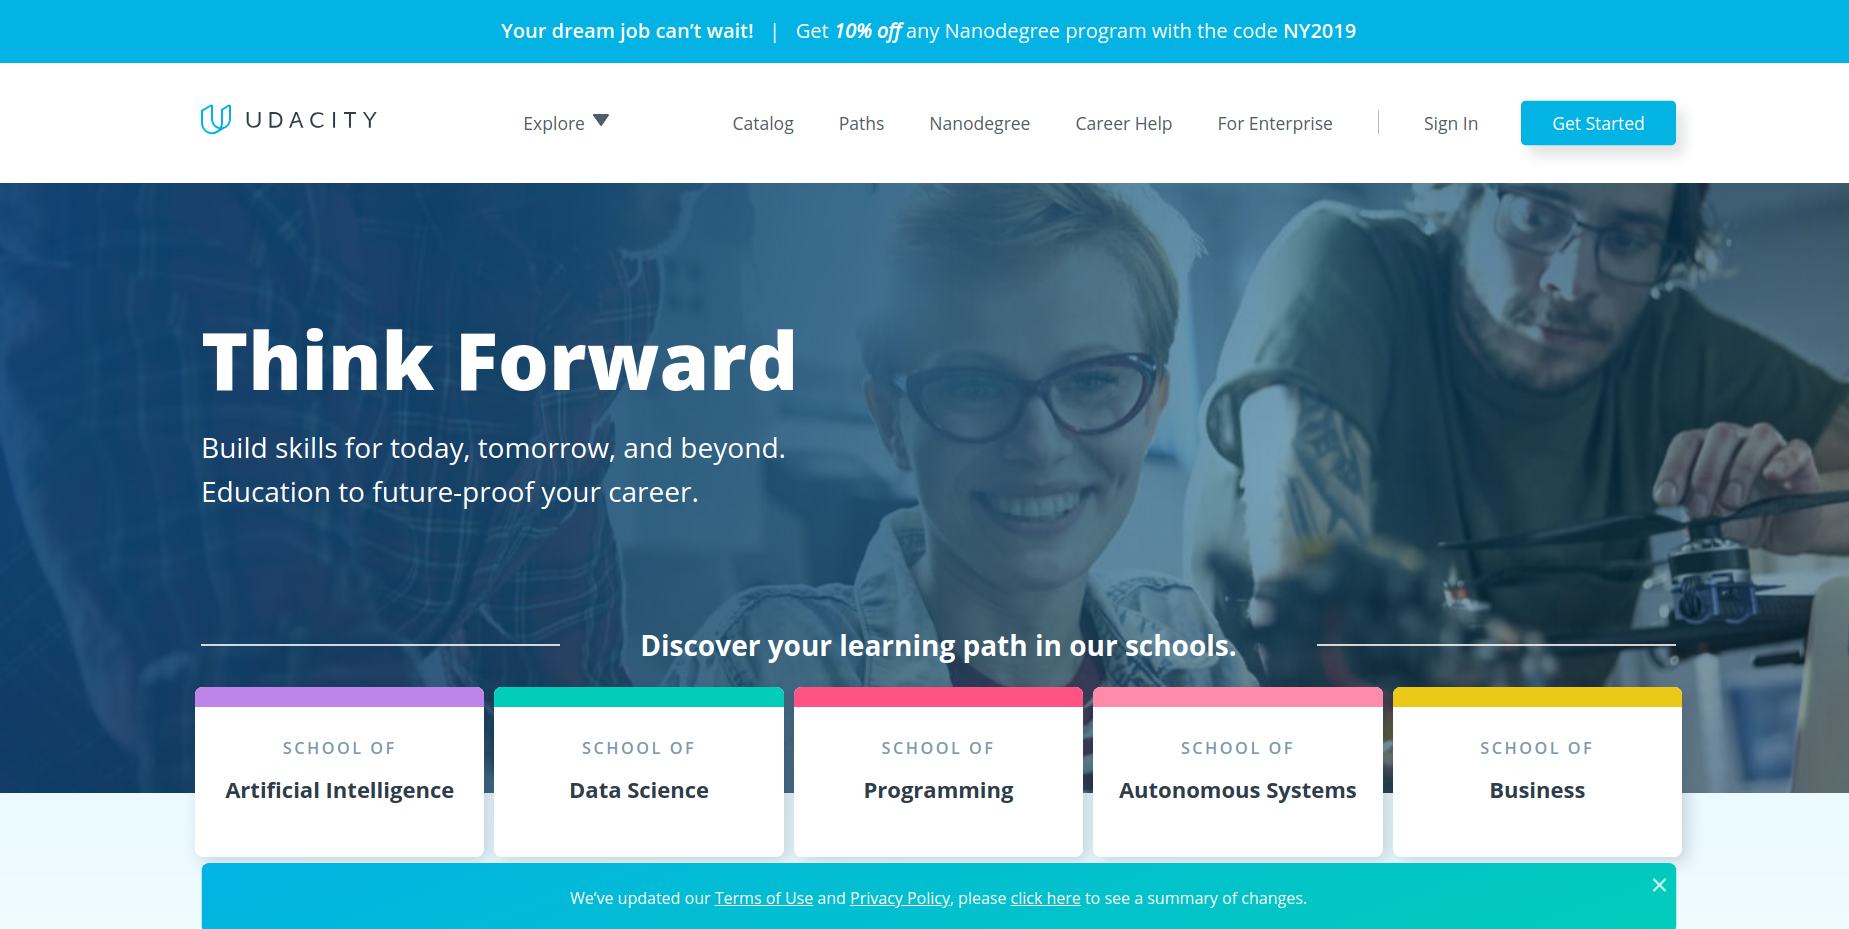 Your dream job can’t wait! | Get 10% off any Nanodegree program with the code NY2019
UDACITY
Explore
Catalog
Paths
Nanodegree
Career Help
For Enterprise
Sign In
Get Started
Think Forward
Build skills for today, tomorrow, and beyond.
Education to future-proof your career.
Discover your learning path in our schools.
SCHOOL OF
Artificial Intelligence
SCHOOL OF
Data Science
SCHOOL OF
Programming
SCHOOL OF
Autonomous Systems
SCHOOL OF
Business
We’ve updated our Terms of Use and Privacy Policy, please click here to see a summary of changes.